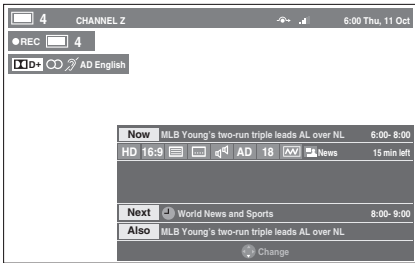 4 CHANNEL Z 6:00 Thu, 11 Oct
REC 4
D+ AD English
Now MLB Young's two-run triple leads AL over NL 6:00- 8:00
HD 16:9 AD 18 News 15 min left
Next World News and Sports 8:00- 9:00
Also MLB Young's two-run triple leads AL over NL
Change